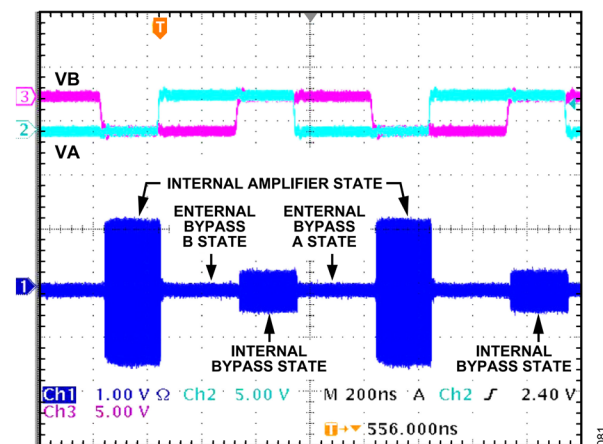 T
VB
3
2
VA
INTERNAL AMPLIFIER STATE
ENTERNAL BYPASS B STATE
ENTERNAL BYPASS A STATE
1
INTERNAL BYPASS STATE
INTERNAL BYPASS STATE
Ch1 1.00 V Ω Ch2 5.00 V M 200ns A Ch2 ʃ 2.40 V
Ch3 5.00 V
T→▼ 556.000ns